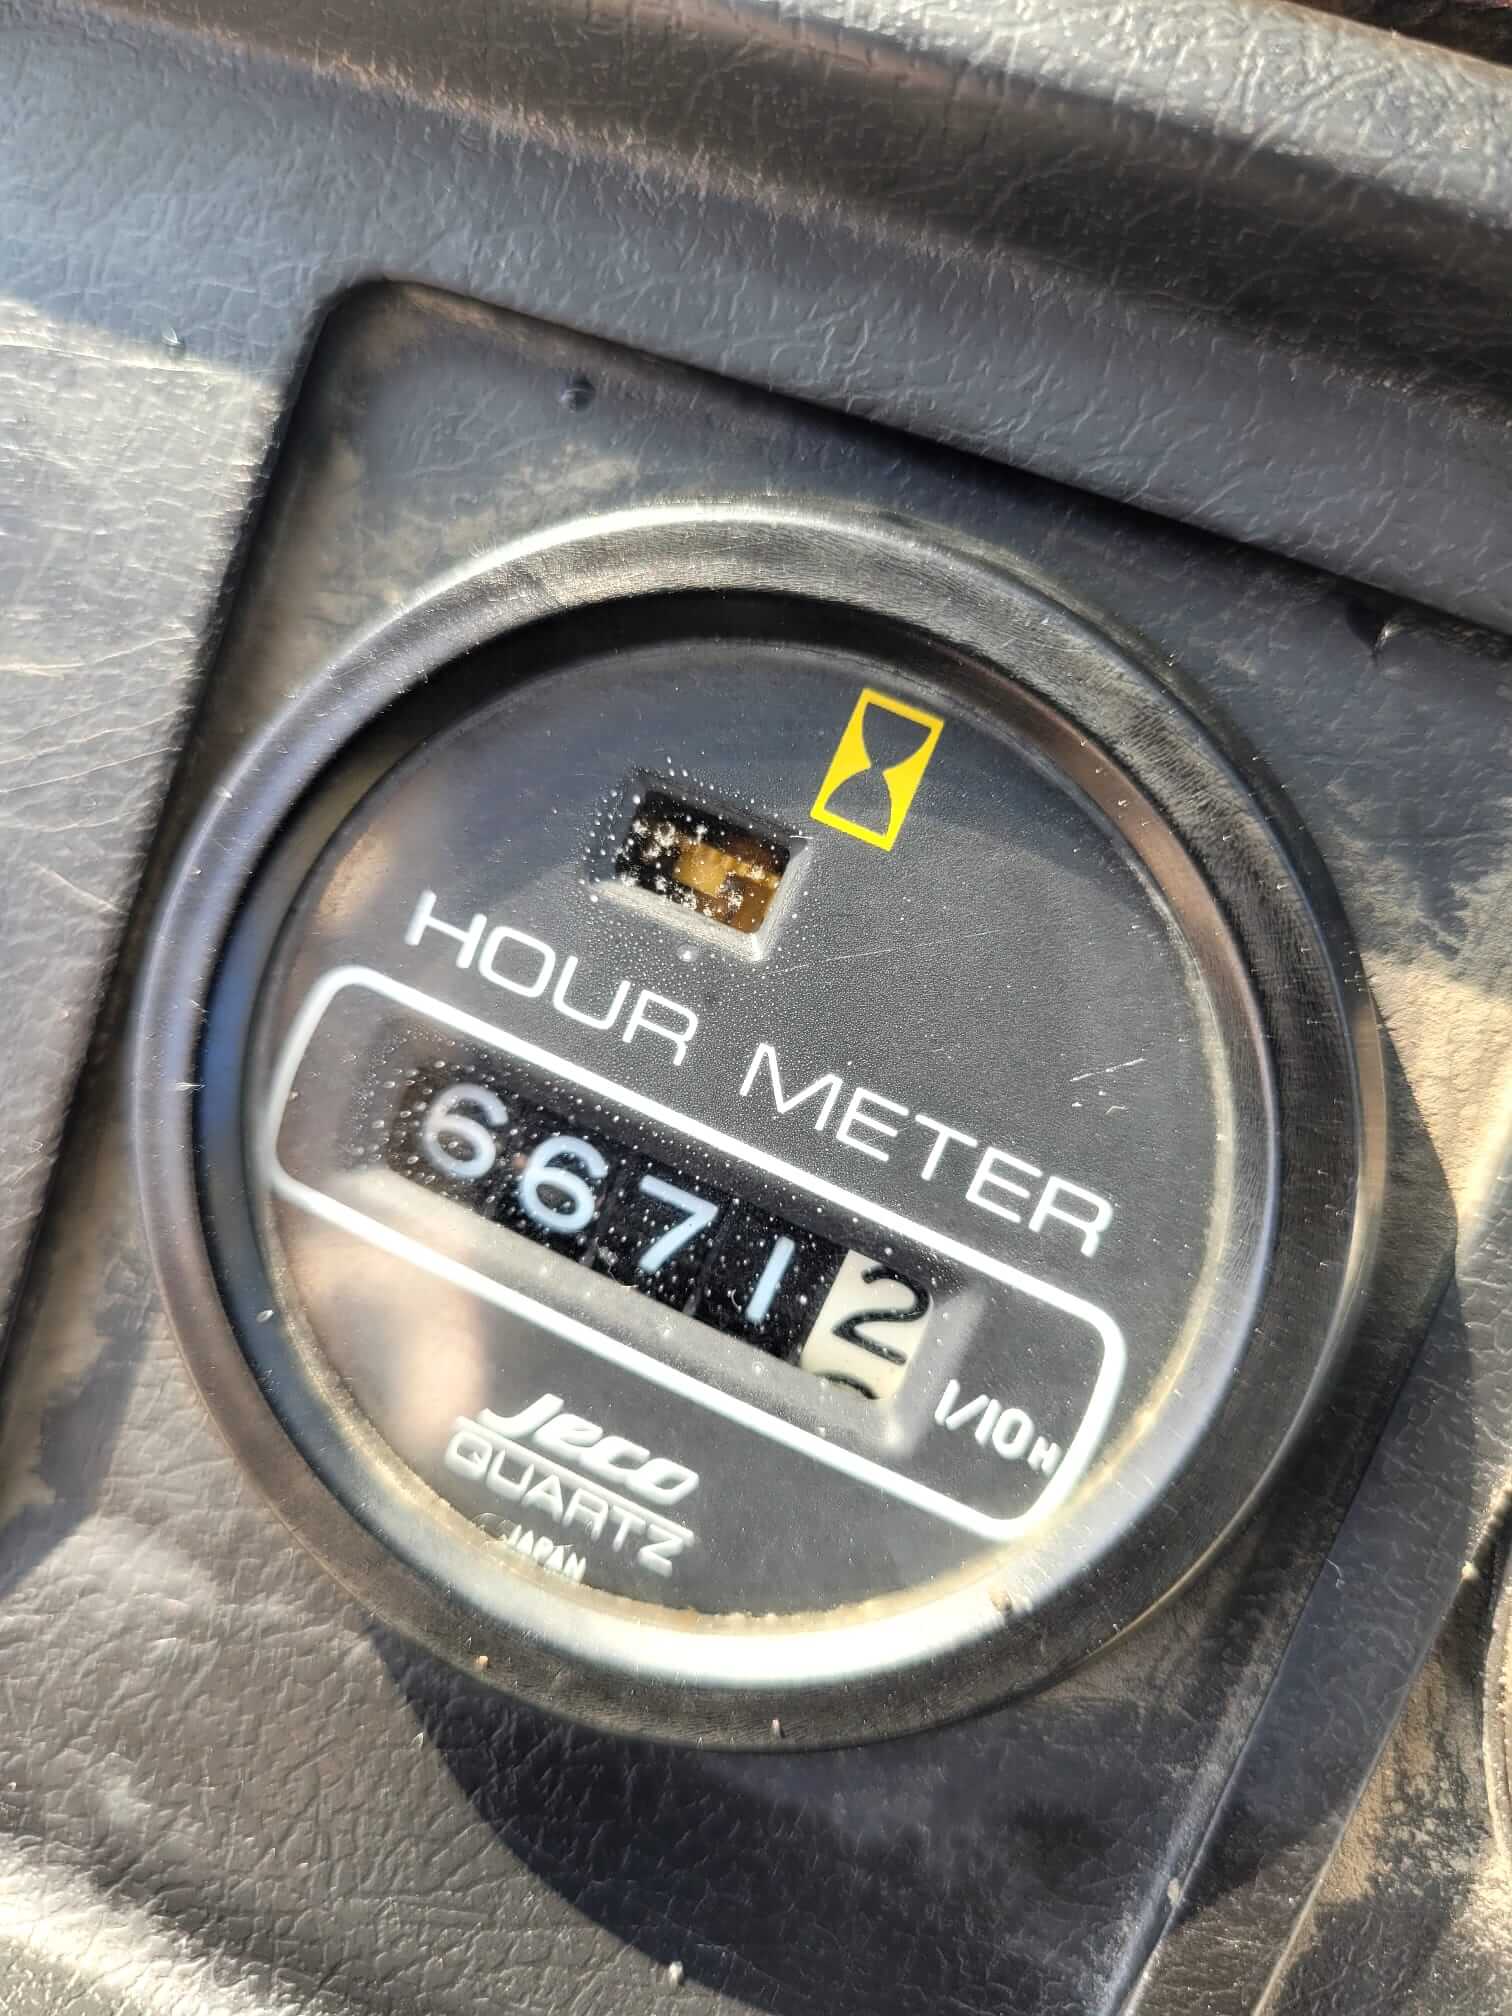 HOUR METER
66712
1/10H
Jeco
QUARTZ
JAPAN